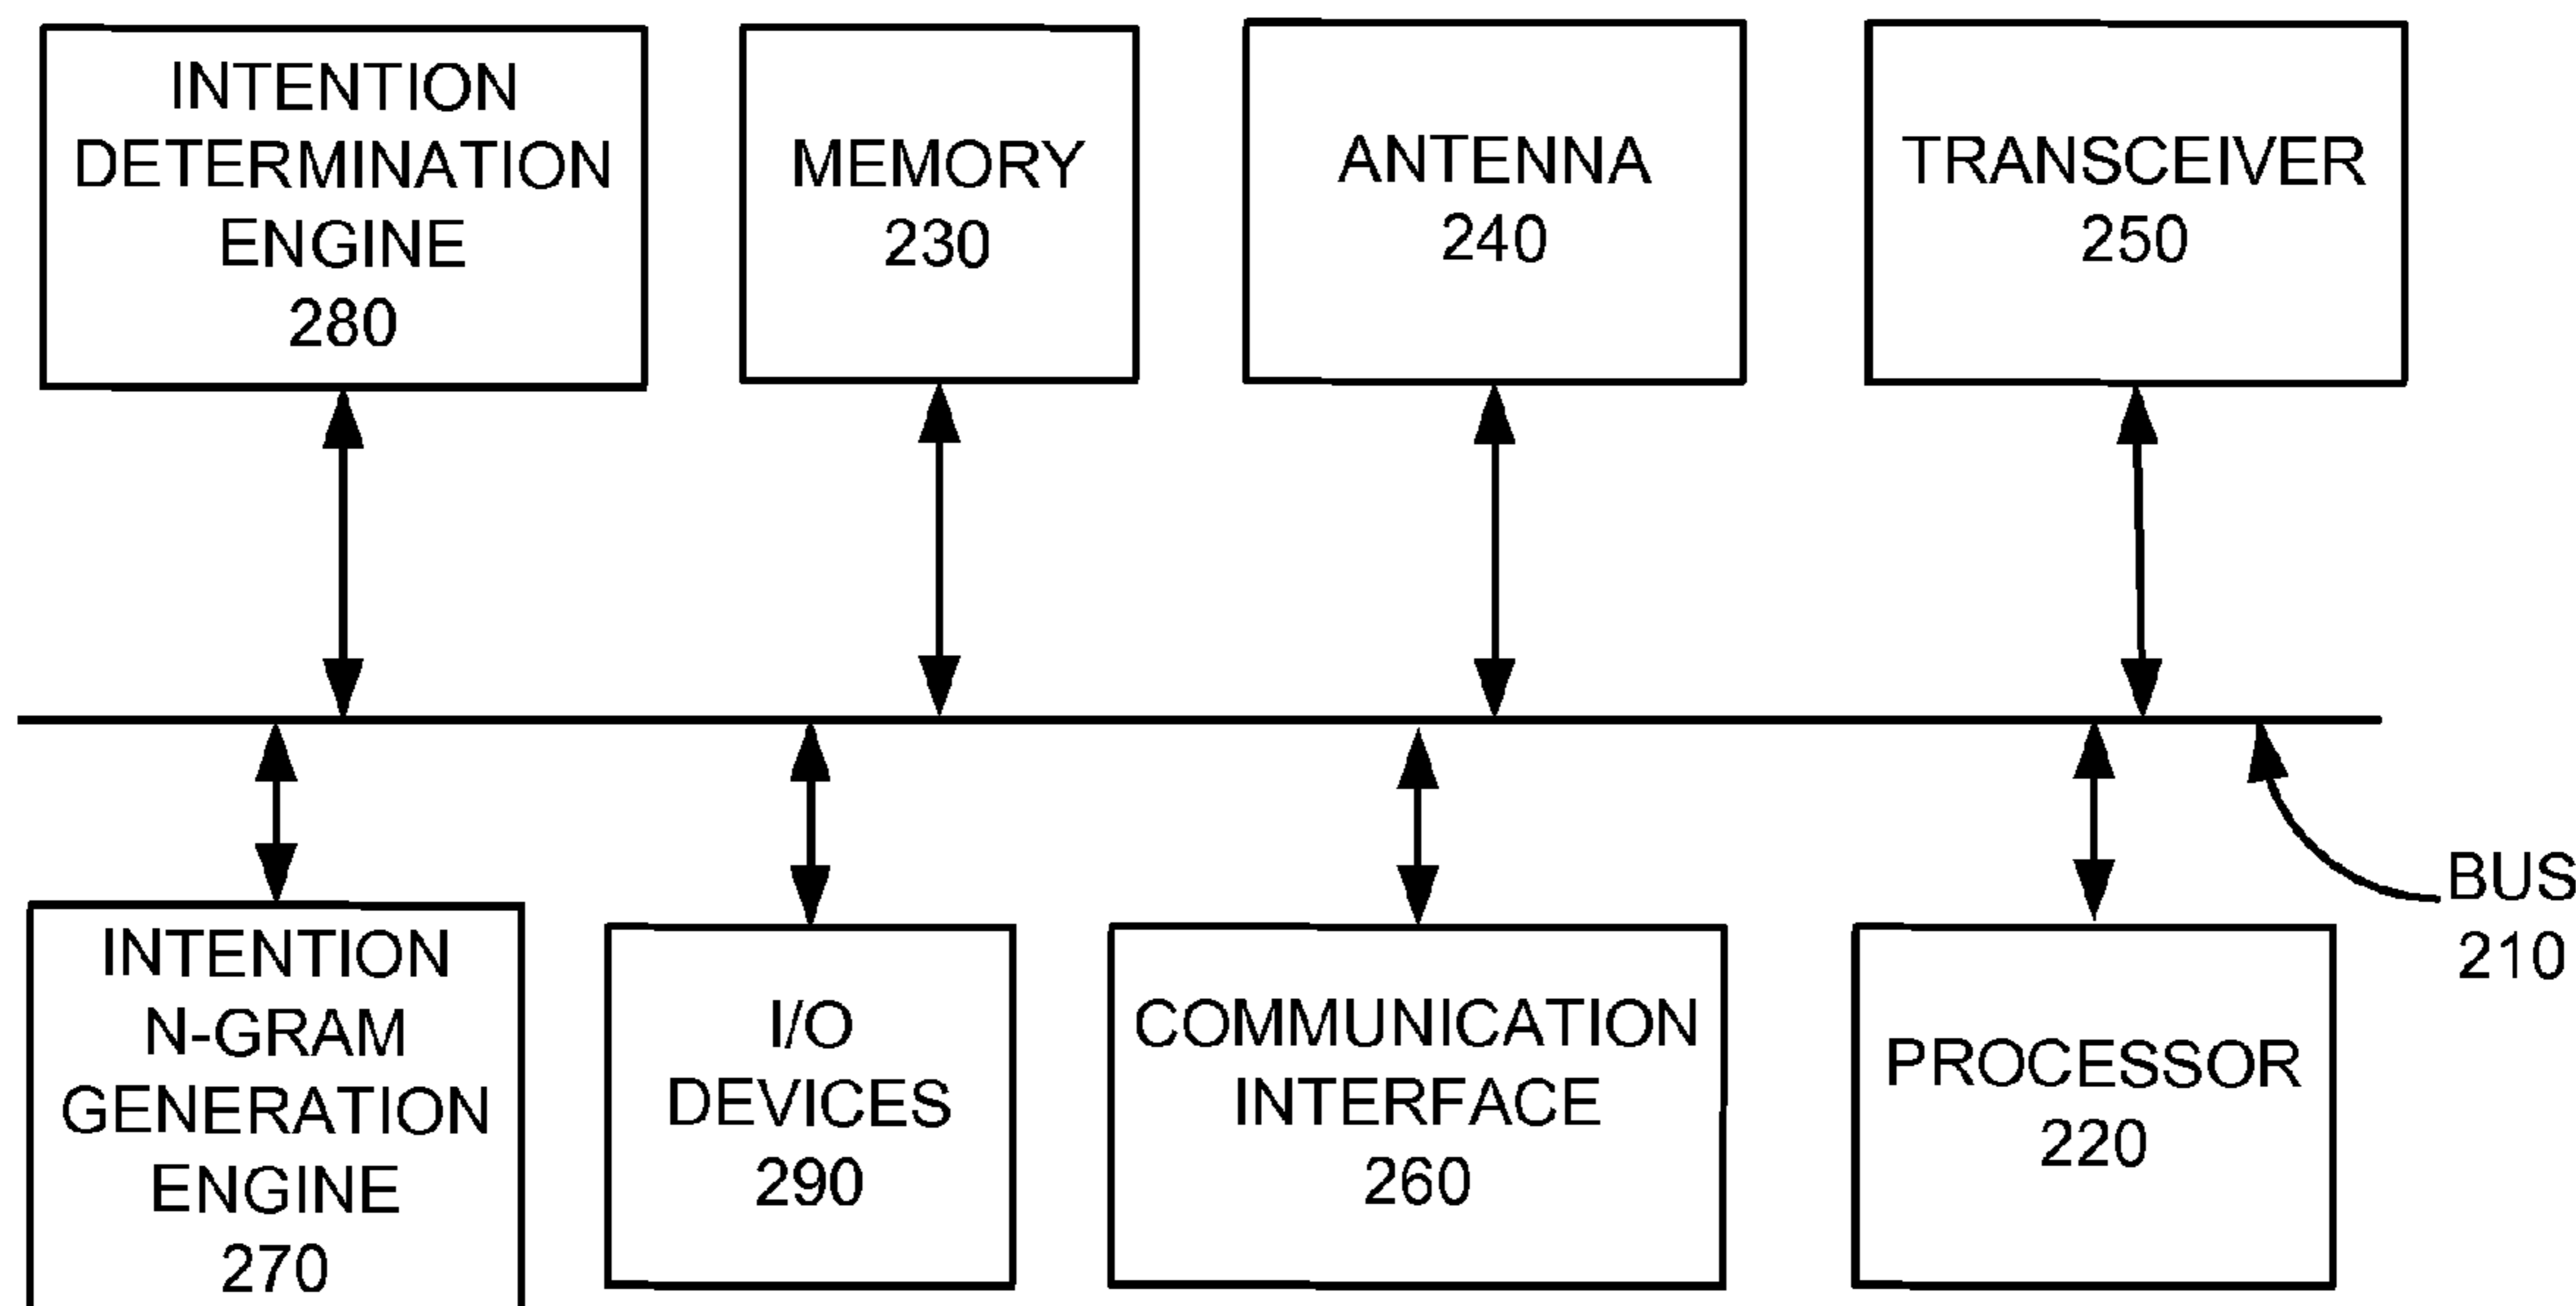 INTENTION
DETERMINATION
ENGINE
280
MEMORY
230
ANTENNA
240
TRANSCEIVER
250
BUS
210
INTENTION
N-GRAM
GENERATION
ENGINE
270
I/O
DEVICES
290
COMMUNICATION
INTERFACE
260
PROCESSOR
220